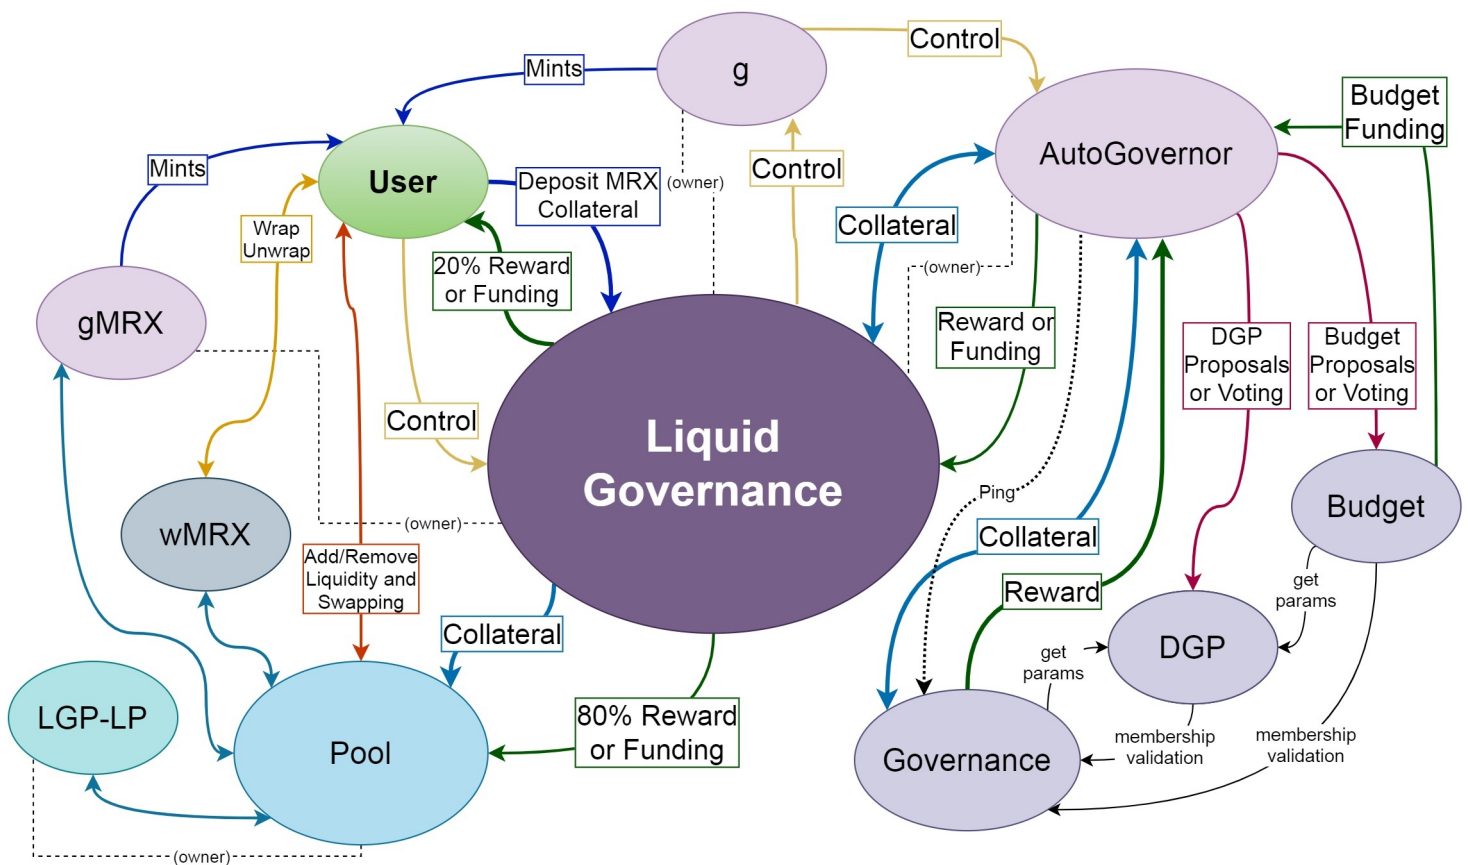 g
Control
Mints
Budget
Funding
AutoGovernor
Mints
User
Deposit MRX
Collateral
(owner)
Control
Wrap
Unwrap
Collateral
20% Reward
or Funding
(owner)
gMRX
Reward or
Funding
DGP
Proposals
or Voting
Budget
Proposals
or Voting
Control
Liquid
Governance
Ping
Budget
(owner)
wMRX
Collateral
Add/Remove
Liquidity and
Swapping
Reward
get
params
Collateral
DGP
get
params
LGP-LP
80% Reward
or Funding
Pool
Governance
membership
validation
membership
validation
(owner)